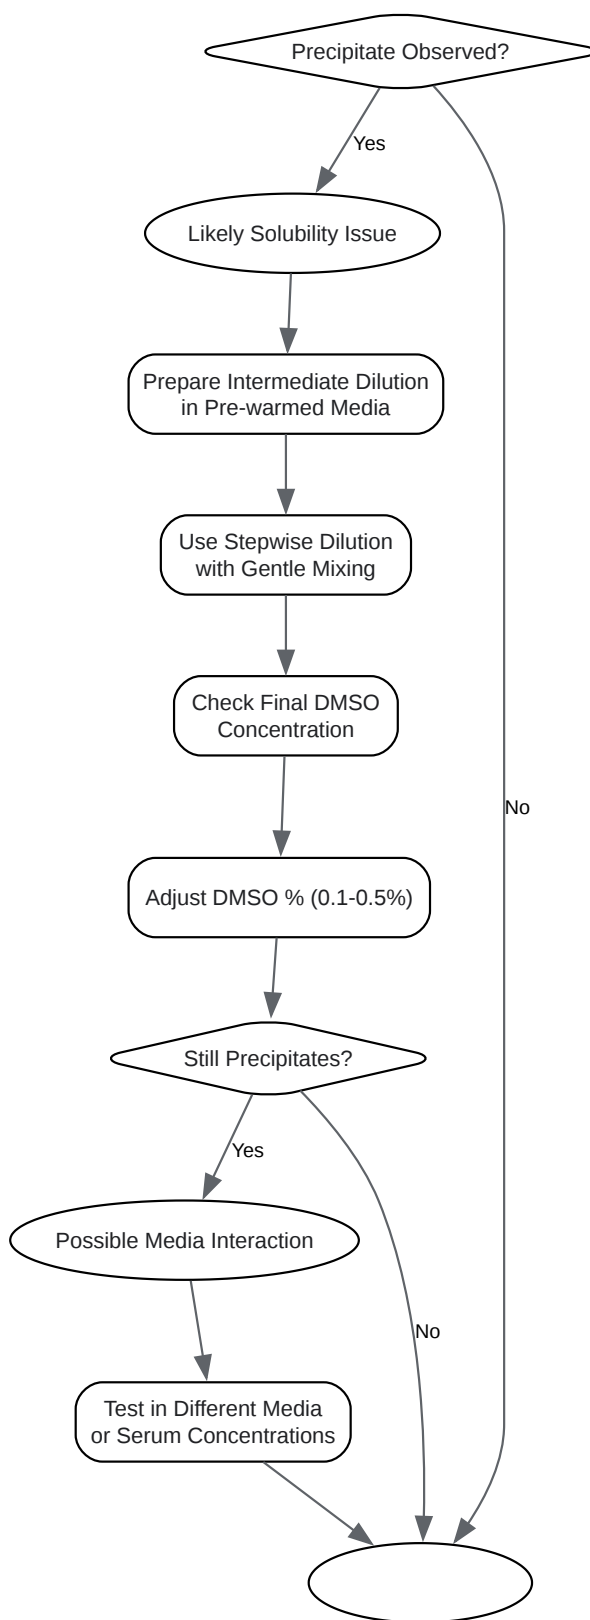 Precipitate Observed?
Yes
Likely Solubility Issue
Prepare Intermediate Dilution
in Pre-warmed Media
Use Stepwise Dilution
with Gentle Mixing
Check Final DMSO
Concentration
No
Adjust DMSO % (0.1-0.5%)
Still Precipitates?
Yes
Possible Media Interaction
No
Test in Different Media
or Serum Concentrations